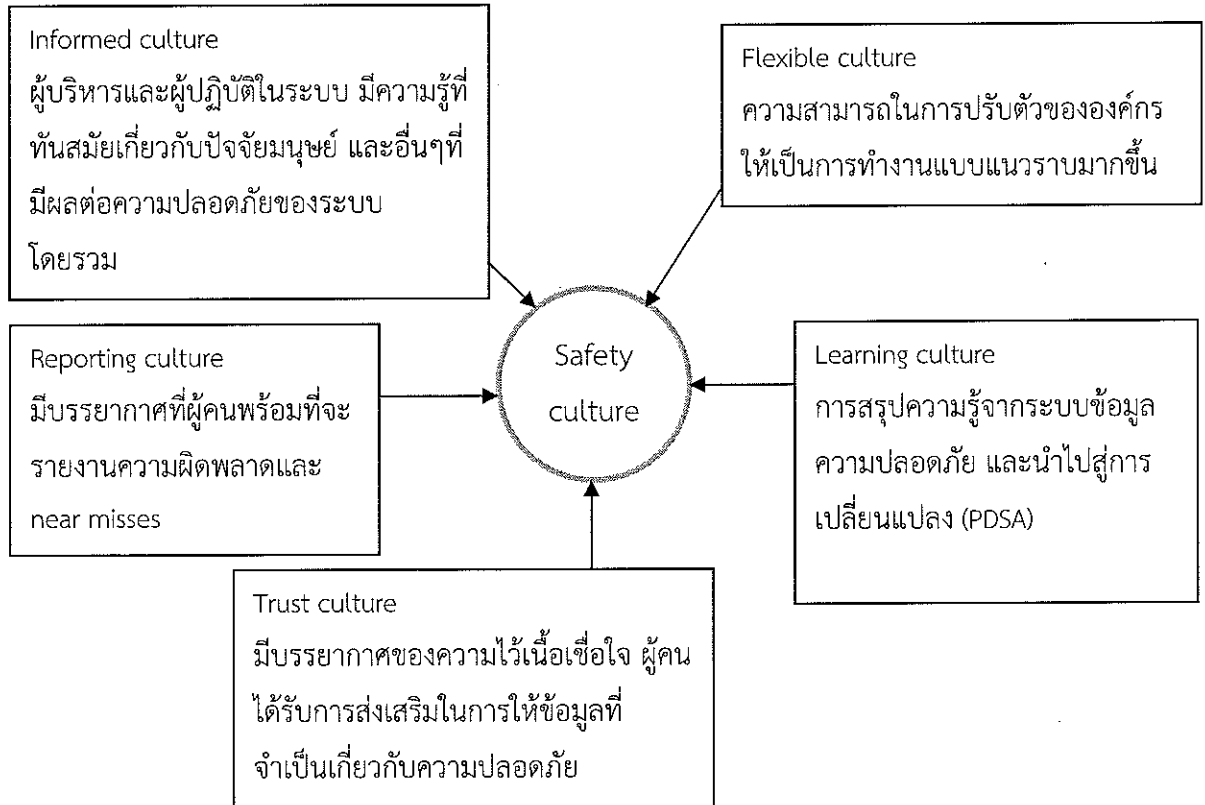 Informed culture
ผู้บริหารและผู้ปฏิบัติในระบบ มีความรู้ที่
ทันสมัยเกี่ยวกับปัจจัยมนุษย์ และอื่นๆที่
มีผลต่อความปลอดภัยของระบบ
โดยรวม
Flexible culture
ความสามารถในการปรับตัวขององค์กร
ให้เป็นการทำงานแบบแนวราบมากขึ้น
Reporting culture
มีบรรยากาศที่ผู้คนพร้อมที่จะ
รายงานความผิดพลาดและ
near misses
Safety
culture
Learning culture
การสรุปความรู้จากระบบข้อมูล
ความปลอดภัย และนำไปสู่การ
เปลี่ยนแปลง (PDSA)
Trust culture
มีบรรยากาศของความไว้เนื้อเชื่อใจ ผู้คน
ได้รับการส่งเสริมในการให้ข้อมูลที่
จำเป็นเกี่ยวกับความปลอดภัย